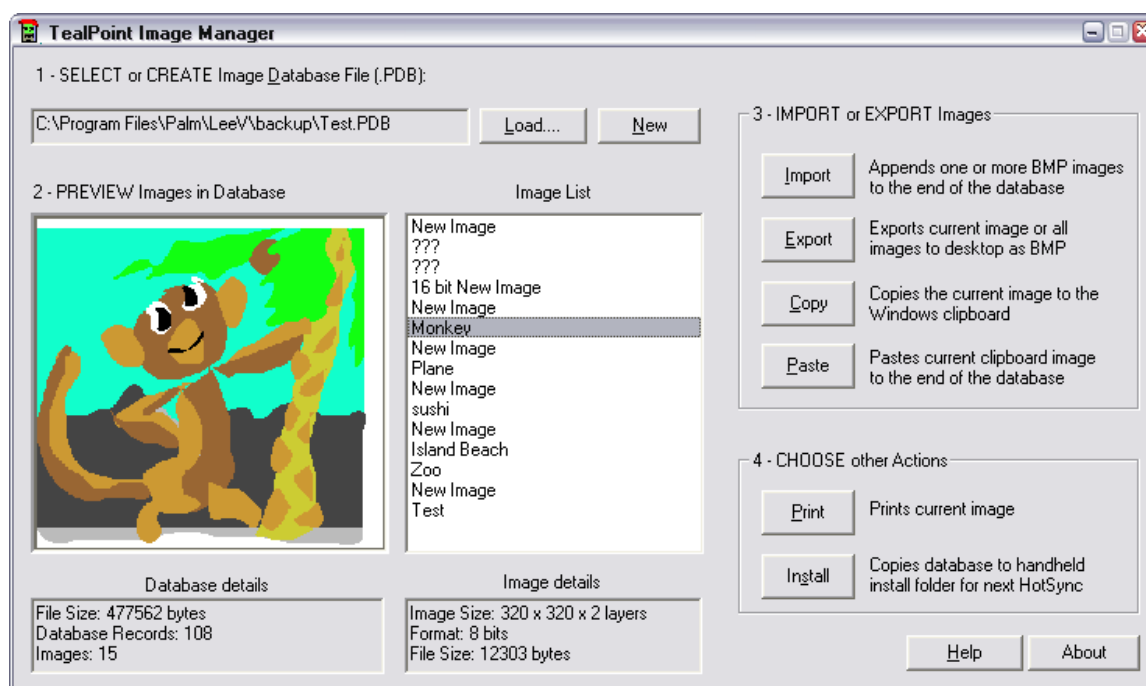 TealPoint Image Manager
1 - SELECT or CREATE Image Database File (.PDB):
C:\Program Files\Palm\LeeV\backup\Test.PDB
Load....
New
2 - PREVIEW Images in Database
Image List
New Image
???
???
16 bit New Image
New Image
Monkey
New Image
Plane
New Image
sushi
New Image
Island Beach
Zoo
New Image
Test
Database details
File Size: 477562 bytes
Database Records: 108
Images: 15
Image details
Image Size: 320 x 320 x 2 layers
Format: 8 bits
File Size: 12303 bytes
3 - IMPORT or EXPORT Images
Import
Appends one or more BMP images
to the end of the database
Export
Exports current image or all
images to desktop as BMP
Copy
Copies the current image to the
Windows clipboard
Paste
Pastes current clipboard image
to the end of the database
4 - CHOOSE other Actions
Print
Prints current image
Install
Copies database to handheld
install folder for next HotSync
Help
About